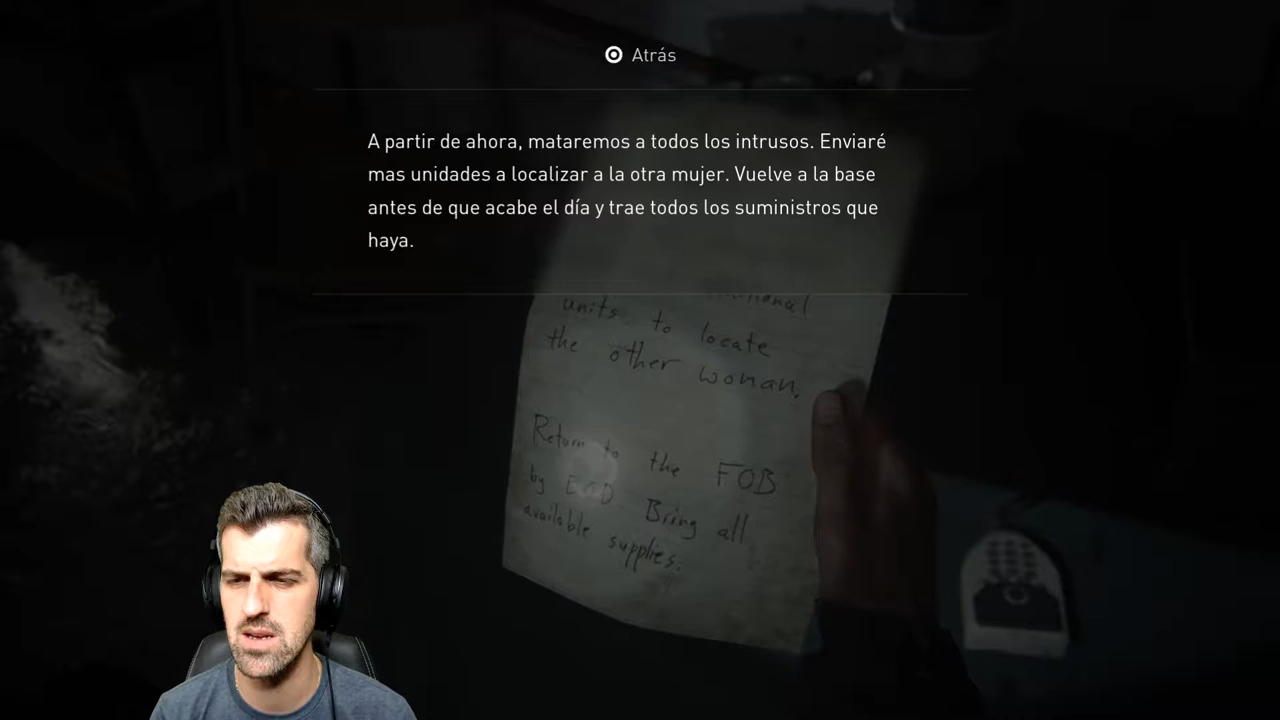 Atrás
A partir de ahora, mataremos a todos los intrusos. Enviaré
mas unidades a localizar a la otra mujer. Vuelve a la base
antes de que acabe el día y trae todos los suministros que
haya.
units to locate
the other woman.
Return to the FOB
by EOD Bring all
available supplies.